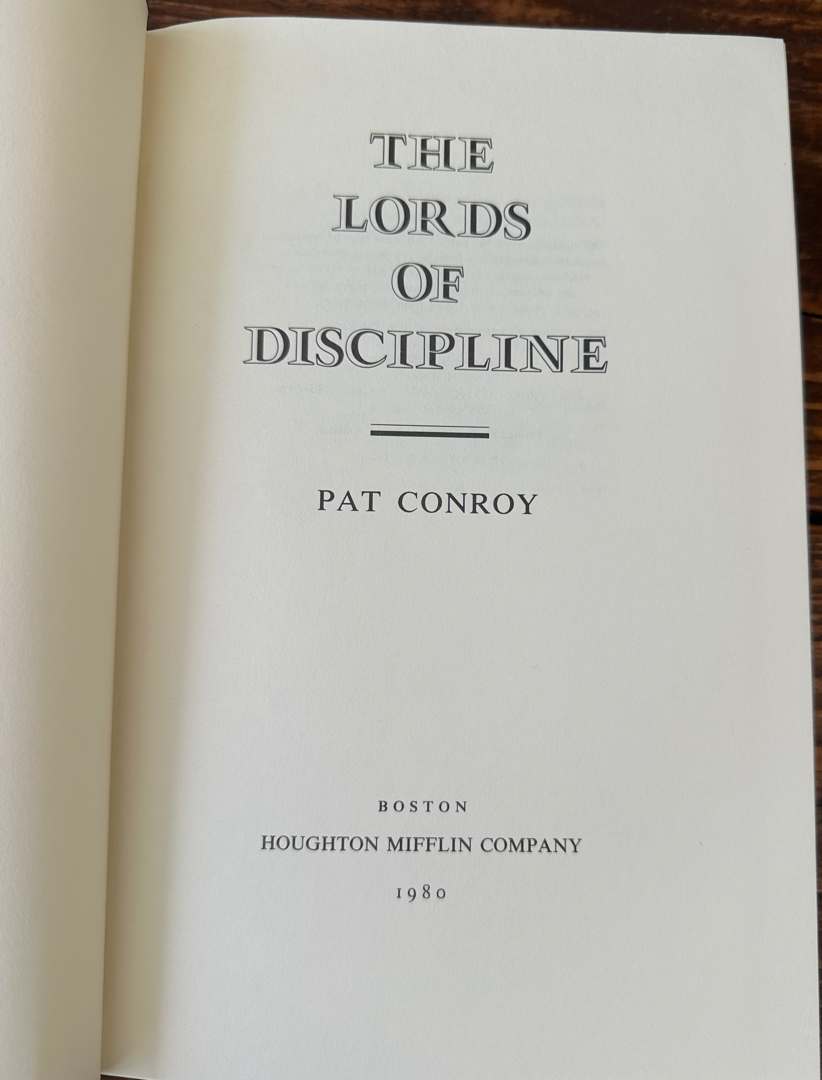 THE
LORDS
OF
DISCIPLINE
PAT CONROY
BOSTON
HOUGHTON MIFFLIN COMPANY
1980